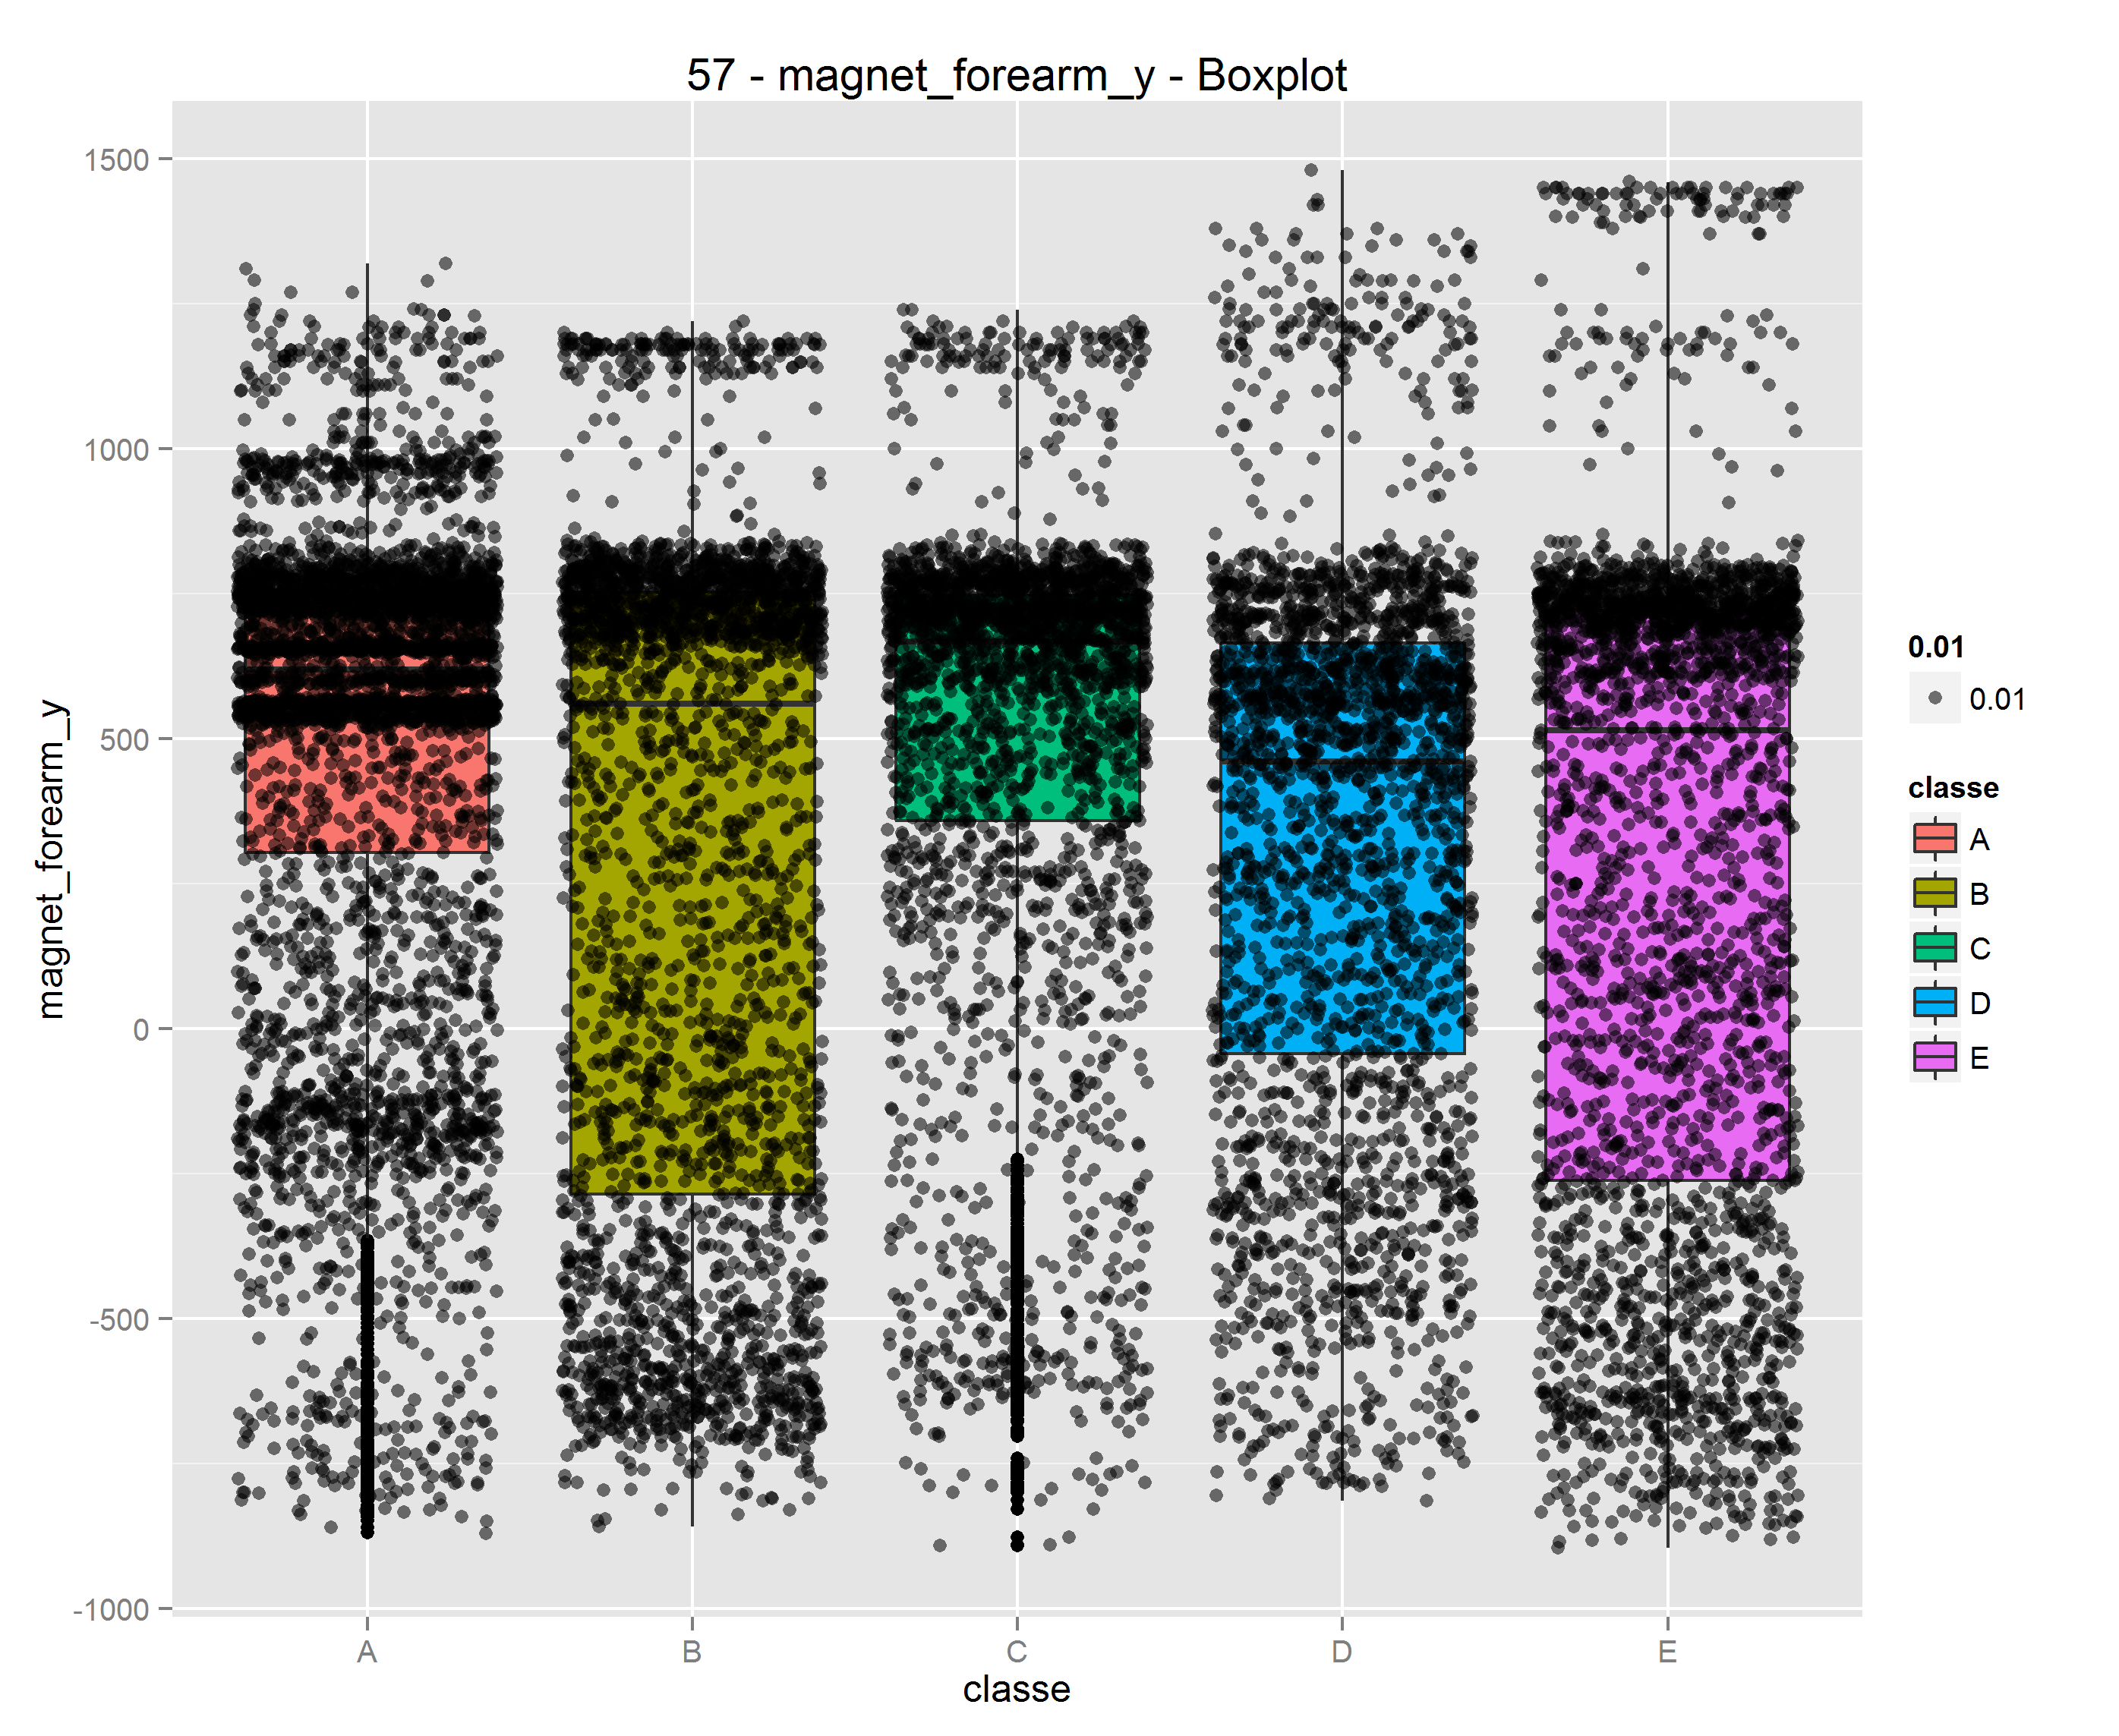 57 - magnet_forearm_y - Boxplot
1500
1000
500
0
-500
-1000
magnet_forearm_y
A
B
C
D
E
classe
0.01
0.01
classe
A
B
C
D
E